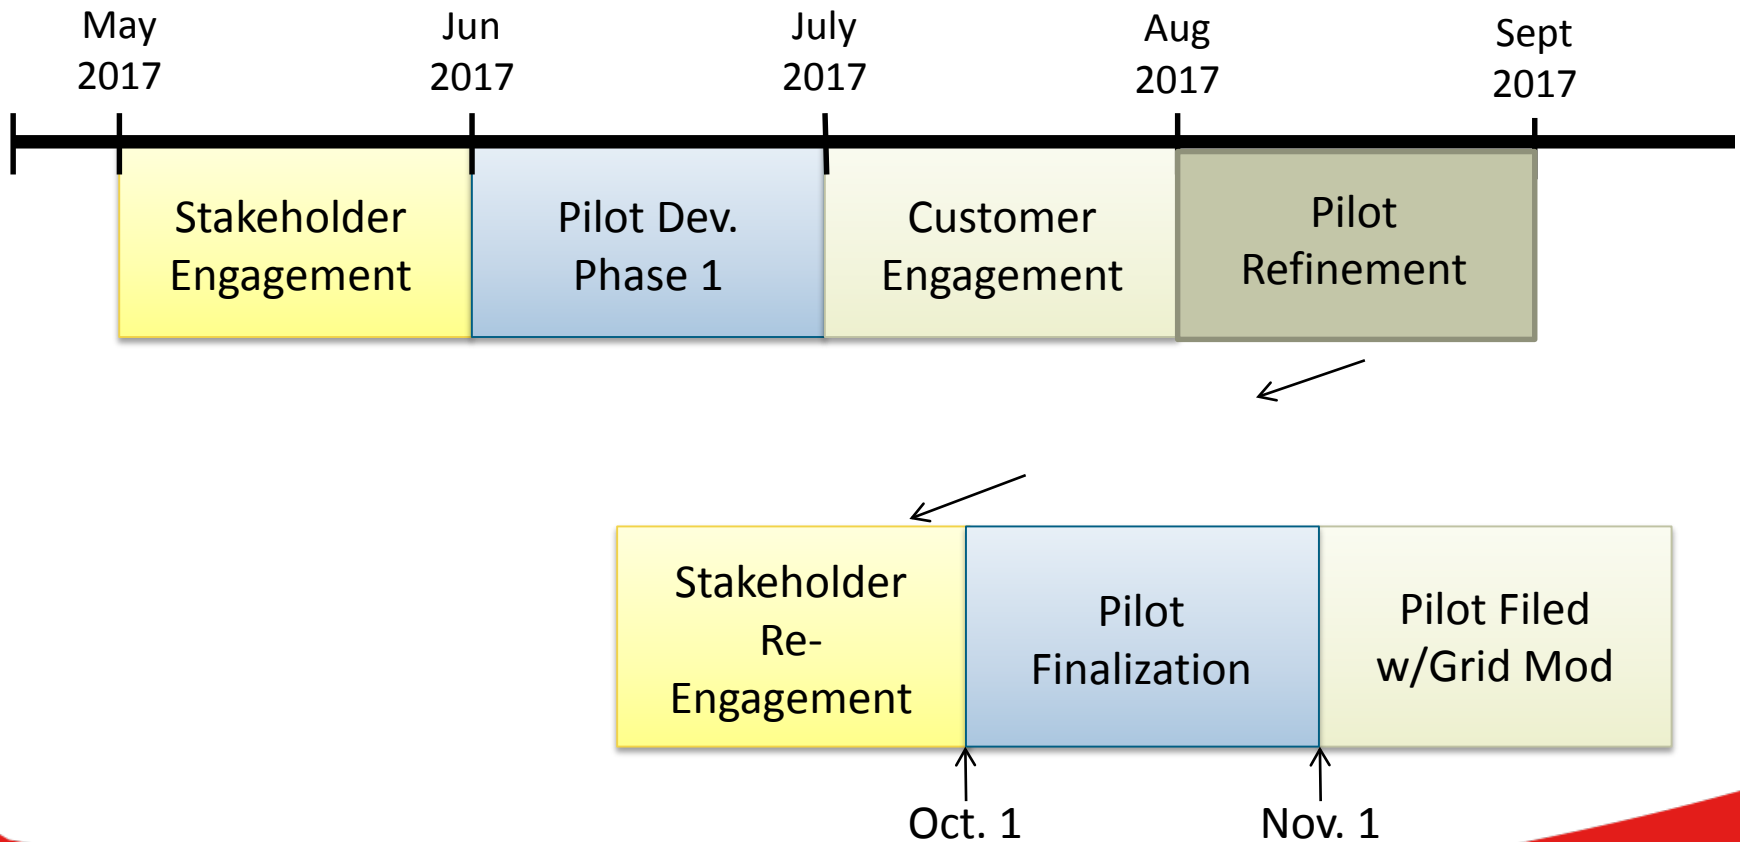 May
2017
Jun
2017
July
2017
Aug
2017
Sept
2017
Stakeholder
Engagement
Pilot Dev.
Phase 1
Customer
Engagement
Pilot
Refinement
Stakeholder
Re-
Engagement
Pilot
Finalization
Pilot Filed
w/Grid Mod
Oct. 1
Nov. 1